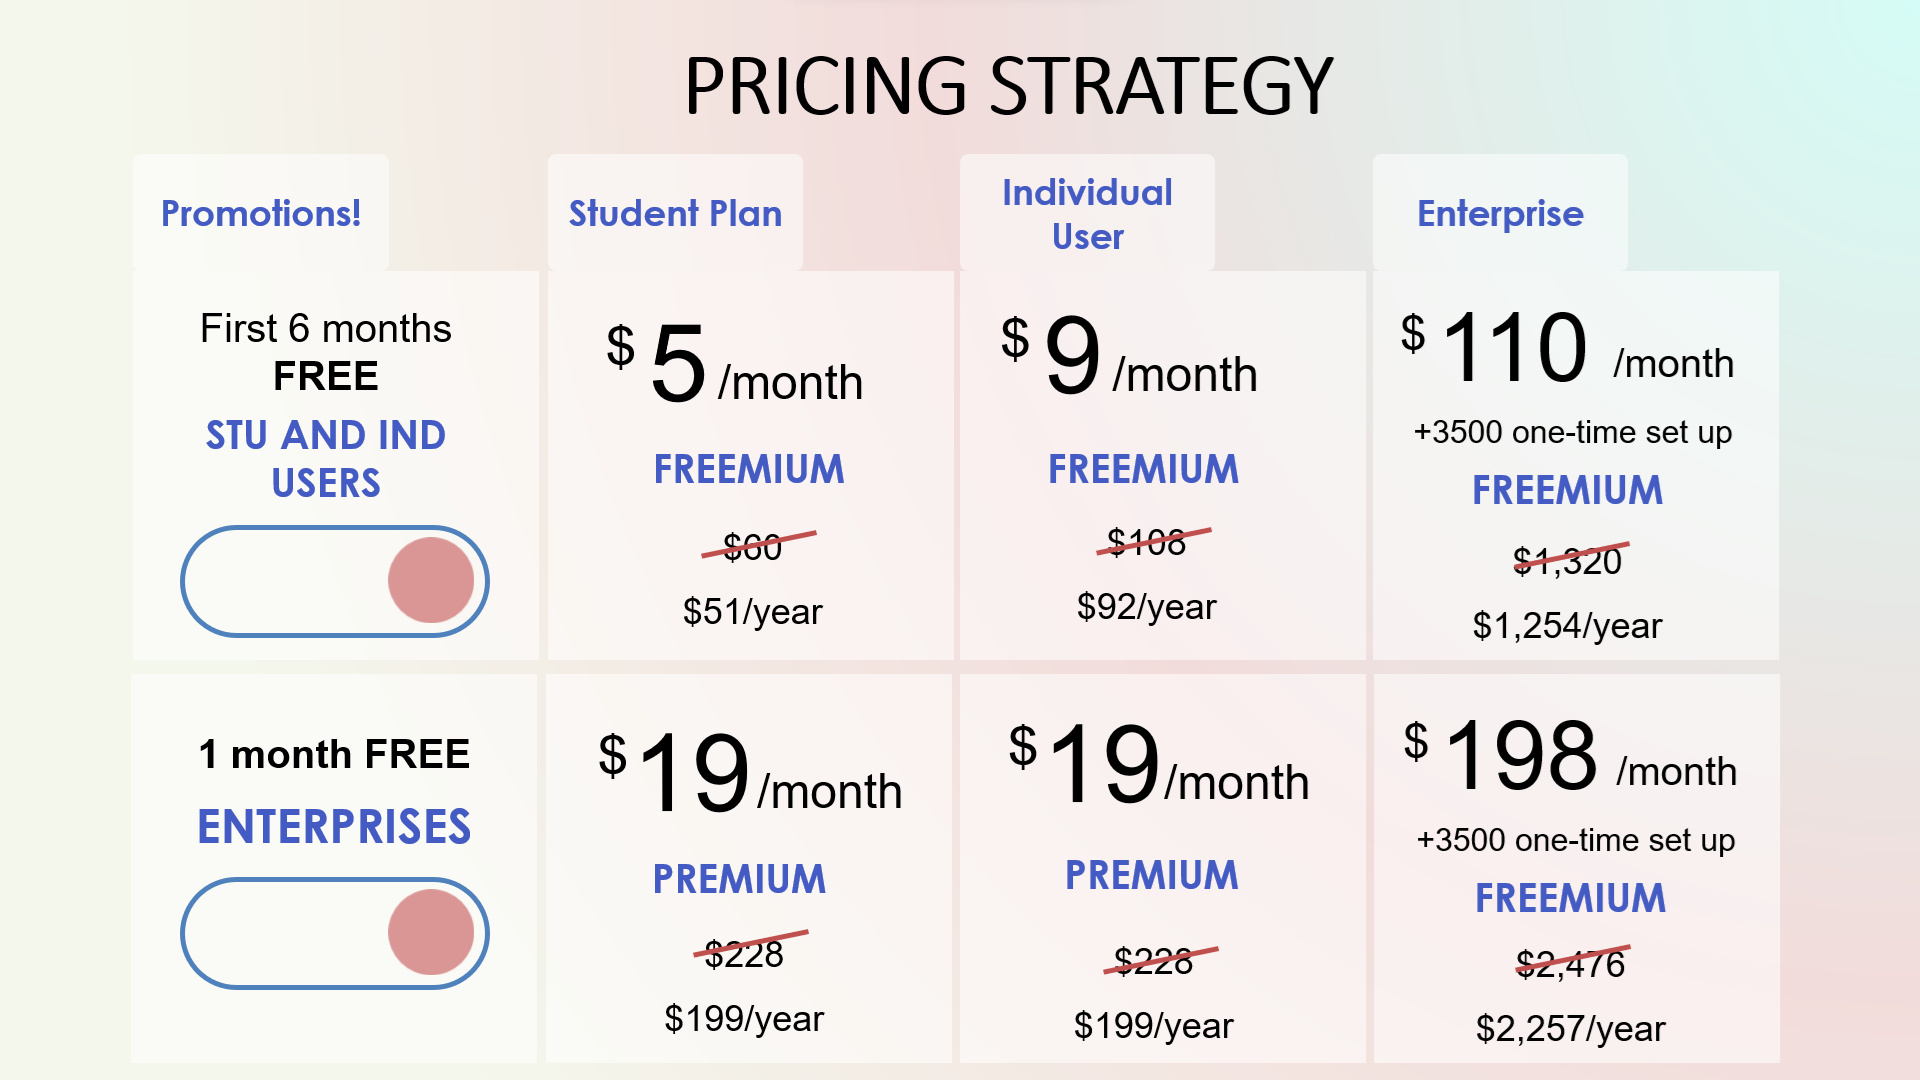 PRICING STRATEGY
Promotions!
Student Plan
Individual
User
Enterprise
First 6 months
FREE
STU AND IND
USERS
$ 5 /month
FREEMIUM
$60
$51/year
$ 9 /month
FREEMIUM
$108
$92/year
$ 110 /month
+3500 one-time set up
FREEMIUM
$1,320
$1,254/year
1 month FREE
ENTERPRISES
$ 19 /month
PREMIUM
$228
$199/year
$ 19 /month
PREMIUM
$228
$199/year
$ 198 /month
+3500 one-time set up
FREEMIUM
$2,476
$2,257/year